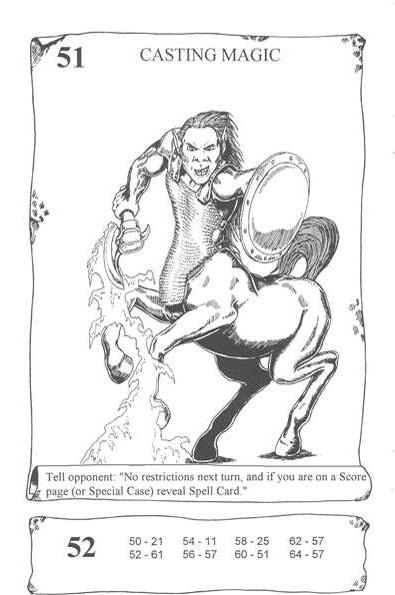 51 CASTING MAGIC
Tell opponent: "No restrictions next turn, and if you are on a Score
page (or Special Case) reveal Spell Card."
52 50 - 21 54 - 11 58 - 25 62 - 57
52 - 61 56 - 57 60 - 51 64 - 57